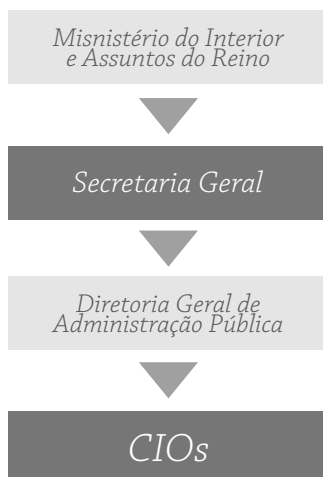 Misnistério do Interior
e Assuntos do Reino
Secretaria Geral
Diretoria Geral de
Administração Pública
CIOs